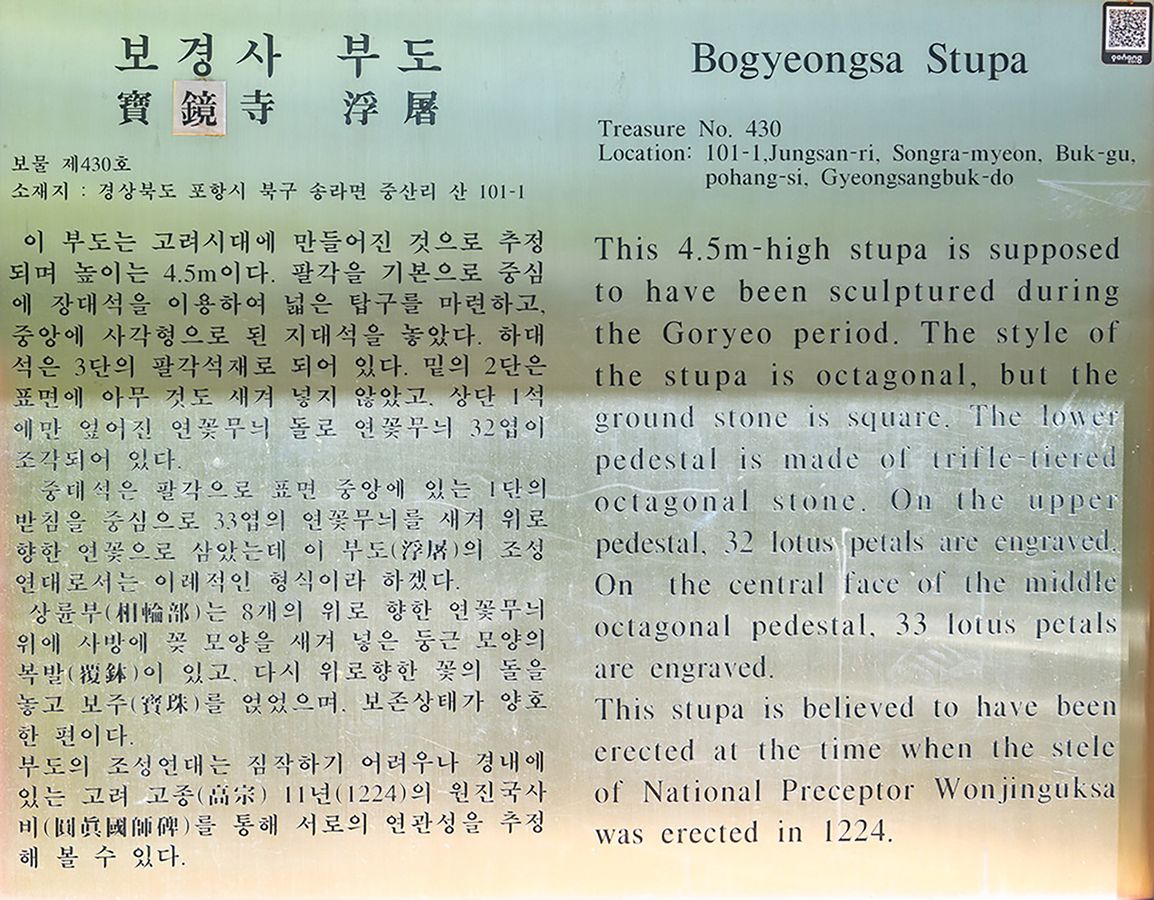 보경사 부도
寶鏡寺 浮屠
보물 제430호
소재지 : 경상북도 포항시 북구 송라면 중산리 산 101-1
이 부도는 고려시대에 만들어진 것으로 추정
되며 높이는 4.5m이다. 팔각을 기본으로 중심
에 장대석을 이용하여 넓은 탑구를 마련하고,
중앙에 사각형으로 된 지대석을 놓았다. 하대
석은 3단의 팔각석재로 되어 있다. 밑의 2단은
표면에 아무 것도 새겨 넣지 않았고, 상단 1석
에만 엎어진 연꽃무늬 돌로 연꽃무늬 32엽이
조각되어 있다.
중대석은 팔각으로 표면 중앙에 있는 1단의
받침을 중심으로 33엽의 연꽃무늬를 새겨 위로
향한 연꽃으로 삼았는데 이 부도(浮屠)의 조성
연대로서는 이례적인 형식이라 하겠다.
상륜부(相輪部)는 8개의 위로 향한 연꽃무늬
위에 사방에 꽃 모양을 새겨 넣은 둥근 모양의
복발(覆鉢)이 있고, 다시 위로향한 꽃의 돌을
놓고 보주(寶珠)를 얹었으며, 보존상태가 양호
한 편이다.
부도의 조성연대는 짐작하기 어려우나 경내에
있는 고려 고종(高宗) 11년(1224)의 원진국사
비(圓眞國師碑)를 통해 서로의 연관성을 추정
해 볼 수 있다.
Bogyeongsa Stupa
Treasure No. 430
Location: 101-1,Jungsan-ri, Songra-myeon, Buk-gu,
pohang-si, Gyeongsangbuk-do
This 4.5m-high stupa is supposed
to have been sculptured during
the Goryeo period. The style of
the stupa is octagonal, but the
ground stone is square. The lower
pedestal is made of trifle-tiered
octagonal stone. On the upper
pedestal, 32 lotus petals are engraved.
On the central face of the middle
octagonal pedestal, 33 lotus petals
are engraved.
This stupa is believed to have been
erected at the time when the stele
of National Preceptor Wonjinguksa
was erected in 1224.